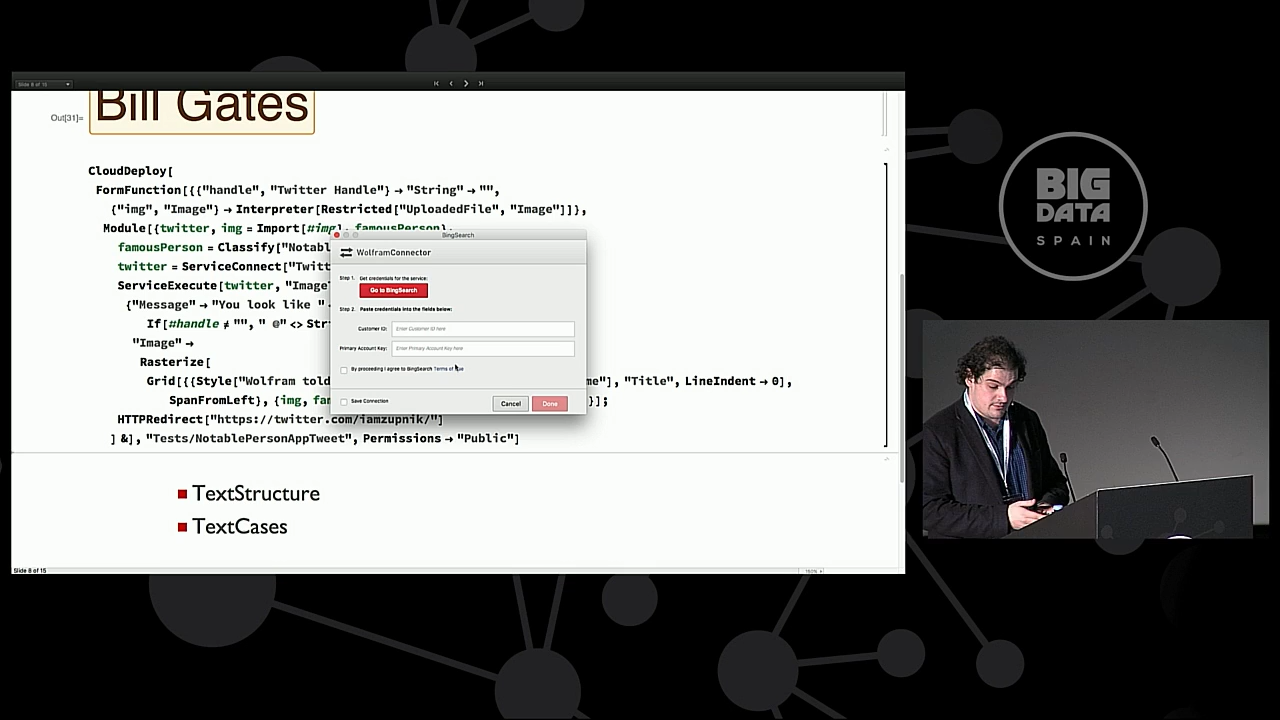 Slide 8 of 15
Out[31]=
Bill Gates
CloudDeploy[
FormFunction[{{"handle", "Twitter Handle"} → "String" → "",
{"img", "Image"} → Interpreter[Restricted["UploadedFile", "Image"]]},
Module[{twitter, img = Import[#img], famousPerson},
famousPerson = Classify["Notabl
twitter = ServiceConnect["Twitt
ServiceExecute[twitter, "Image
{"Message" → "You look like " <
If[#handle ≠ "", " @" <> Str
"Image" →
Rasterize[
Grid[{{Style["Wolfram told me"], "Title", LineIndent → 0],
SpanFromLeft}, {img, fam }];
HTTPRedirect["https://twitter.com/iamzupnik/"]
] &], "Tests/NotablePersonAppTweet", Permissions → "Public"]
BingSearch
WolframConnector
Step 1. Get credentials for the service:
Go to BingSearch
Step 2. Paste credentials into the fields below:
Customer ID: Enter Customer ID here
Primary Account Key: Enter Primary Account Key here
By proceeding I agree to BingSearch Terms of Use
Save Connection
Cancel
Done
TextStructure
TextCases
Slide 8 of 15
160%
BIG
DATA
SPAIN